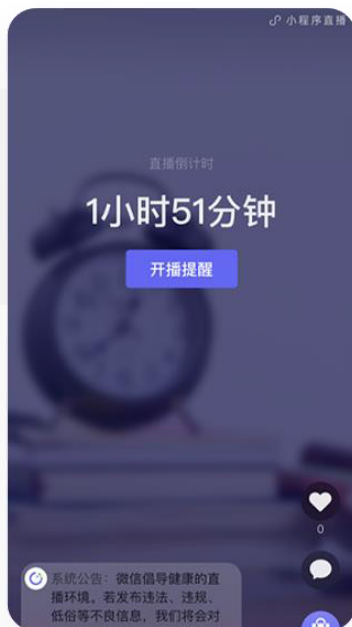 小程序直播
直播倒计时
1小时51分钟
开播提醒
0
系统公告：微信倡导健康的直
播环境。若发布违法、违规、
低俗等不良信息，我们将会对